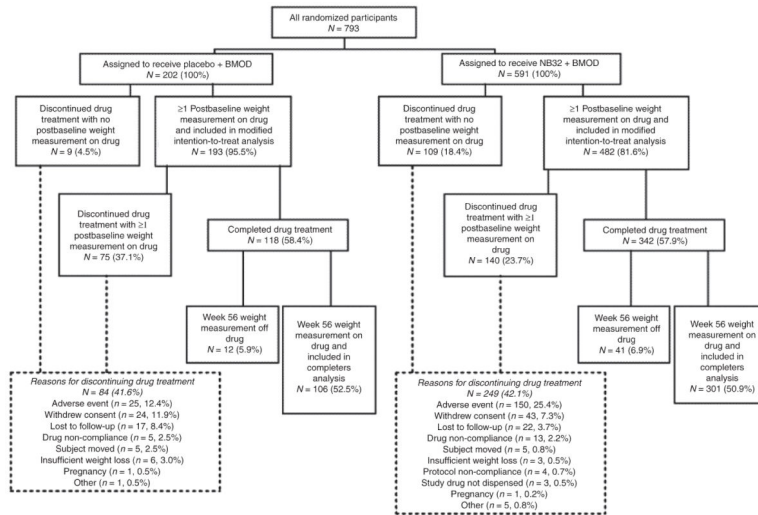 All randomized participants
N = 793
Assigned to receive placebo + BMOD
N = 202 (100%)
Assigned to receive NB32 + BMOD
N = 591 (100%)
Discontinued drug
treatment with no
postbaseline weight
measurement on
drug
N = 9 (4.5%)
≥1 Postbaseline weight
measurement on drug
and included in modified
intention-to-treat analysis
N = 193 (95.5%)
Discontinued drug
treatment with no
postbaseline weight
measurement on drug
N = 109 (18.4%)
≥1 Postbaseline weight
measurement on drug
and included in modified
intention-to-treat analysis
N = 482 (81.6%)
Discontinued drug
treatment with ≥1
postbaseline weight
measurement on drug
N = 75 (37.1%)
Completed drug treatment
N = 118 (58.4%)
Discontinued drug
treatment with ≥1
postbaseline weight
measurement on
drug
N = 140 (23.7%)
Completed drug treatment
N = 342 (57.9%)
Week 56 weight
measurement off
drug
N = 12 (5.9%)
Week 56 weight
measurement on
drug and
included in
completers
analysis
N = 106 (52.5%)
Week 56 weight
measurement off
drug
N = 41 (6.9%)
Week 56 weight
measurement on
drug and included
in completers
analysis
N = 301 (50.9%)
Reasons for discontinuing drug treatment
N = 84 (41.6%)
Adverse event (n = 25, 12.4%)
Withdrew consent (n = 24, 11.9%)
Lost to follow-up (n = 17, 8.4%)
Drug non-compliance (n = 5, 2.5%)
Subject moved (n = 5, 2.5%)
Insufficient weight loss (n = 6, 3.0%)
Pregnancy (n = 1, 0.5%)
Other (n = 1, 0.5%)
Reasons for discontinuing drug treatment
N = 249 (42.1%)
Adverse event (n = 150, 25.4%)
Withdrew consent (n = 43, 7.3%)
Lost to follow-up (n = 22, 3.7%)
Drug non-compliance (n = 13, 2.2%)
Subject moved (n = 5, 0.8%)
Insufficient weight loss (n = 3, 0.5%)
Protocol non-compliance (n = 4, 0.7%)
Study drug not dispensed (n = 3, 0.5%)
Pregnancy (n = 1, 0.2%)
Other (n = 5, 0.8%)